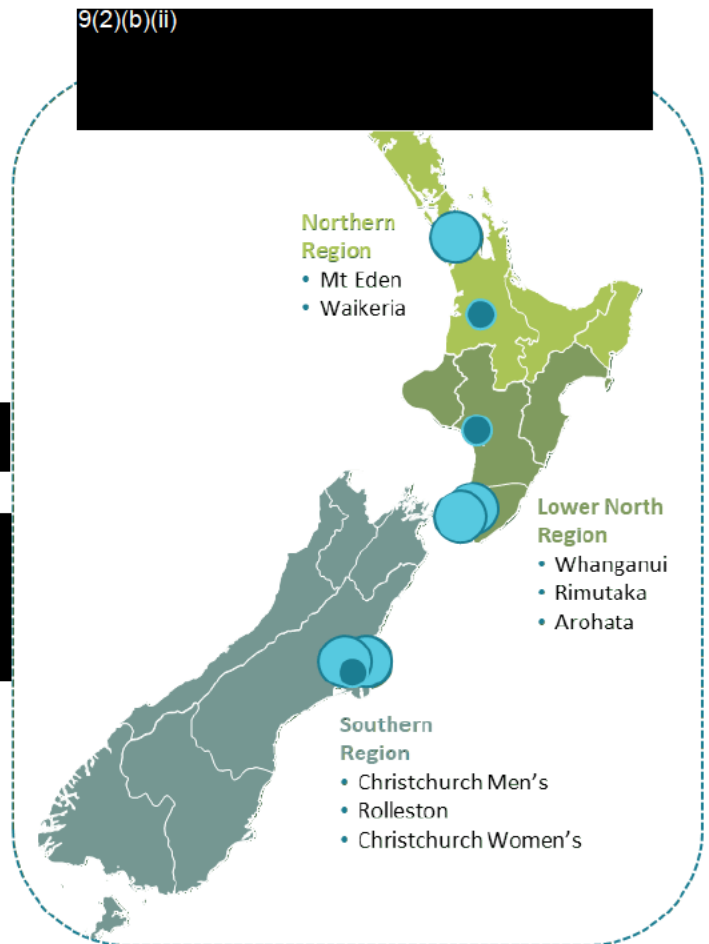 9(2)(b)(ii)
Northern
Region
• Mt Eden
• Waikeria
Lower North
Region
• Whanganui
• Rimutaka
• Arohata
Southern
Region
• Christchurch Men's
• Rolleston
• Christchurch Women's